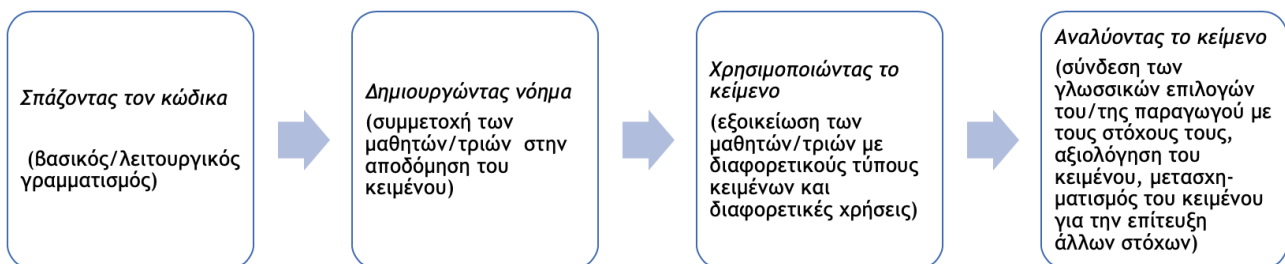 Σπάζοντας τον κώδικα
(βασικός/λειτουργικός
γραμματισμός)
Δημιουργώντας νόημα
(συμμετοχή των
μαθητών/τριών στην
αποδόμηση του
κειμένου)
Χρησιμοποιώντας το
κείμενο
(εξοικείωση των
μαθητών/τριών με
διαφορετικούς τύπους
κειμένων και
διαφορετικές χρήσεις)
Αναλύοντας το κείμενο
(σύνδεση των
γλωσσικών επιλογών
του/της παραγωγού με
τους στόχους τους,
αξιολόγηση του
κειμένου, μετασχη-
ματισμός του κειμένου
για την επίτευξη
άλλων στόχων)